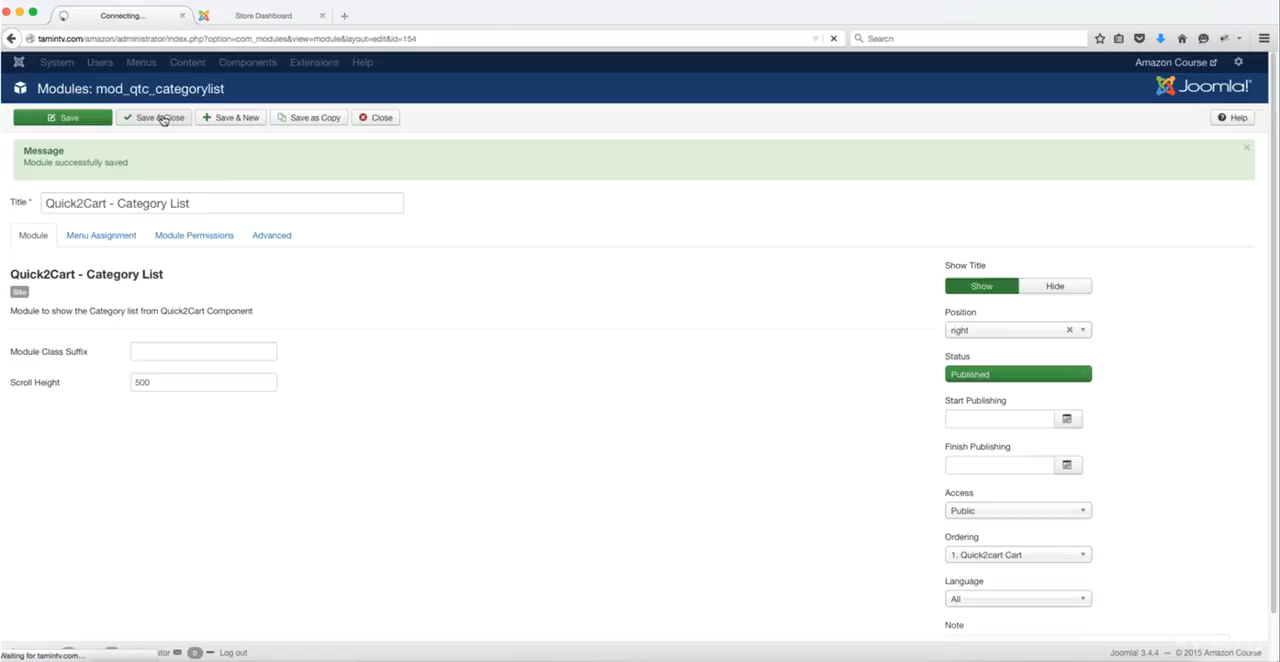 Connecting...
Store Dashboard
tamintv.com/amazon/administrator/index.php?option=com_modules&view=module&layout=edit&id=154
Search
System Users Menus Content Components Extensions Help
Amazon Course
Modules: mod_qtc_categorylist
Joomla!
Save
Save & Close
Save & New
Save as Copy
Close
Help
Message
Module successfully saved
Title * Quick2Cart - Category List
Module Menu Assignment Module Permissions Advanced
Quick2Cart - Category List
Site
Module to show the Category list from Quick2Cart Component
Module Class Suffix
Scroll Height 500
Show Title
Show Hide
Position
right
Status
Published
Start Publishing
Finish Publishing
Access
Public
Ordering
1. Quick2cart Cart
Language
All
Note
Waiting for tamintv.com...
0
Log out
Joomla! 3.4.4 — © 2015 Amazon Course